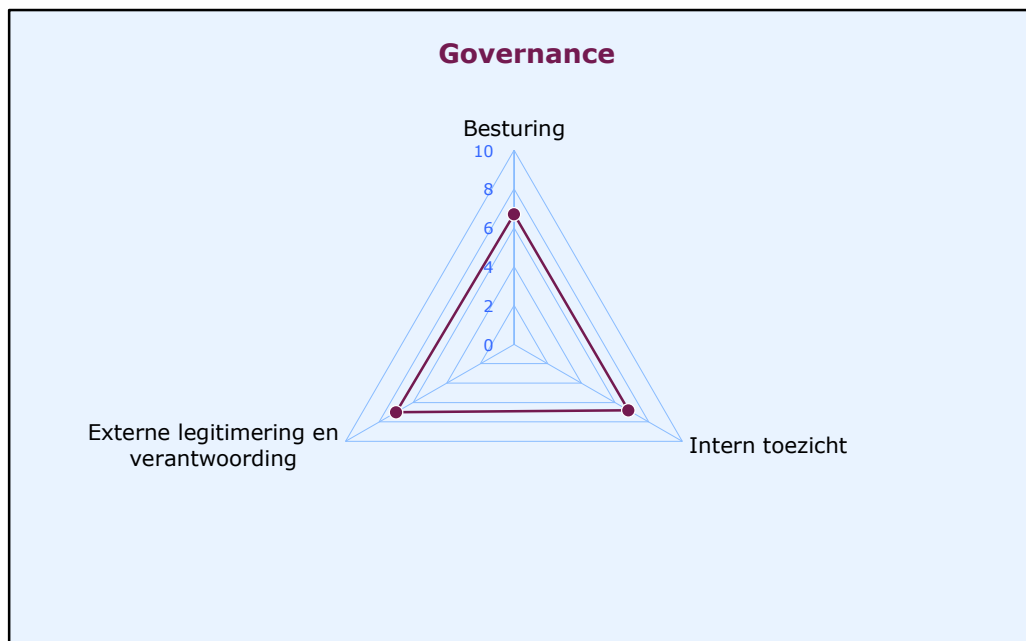 Governance
Besturing
10
8
6
4
2
0
Externe legitimering en
verantwoording
Intern toezicht